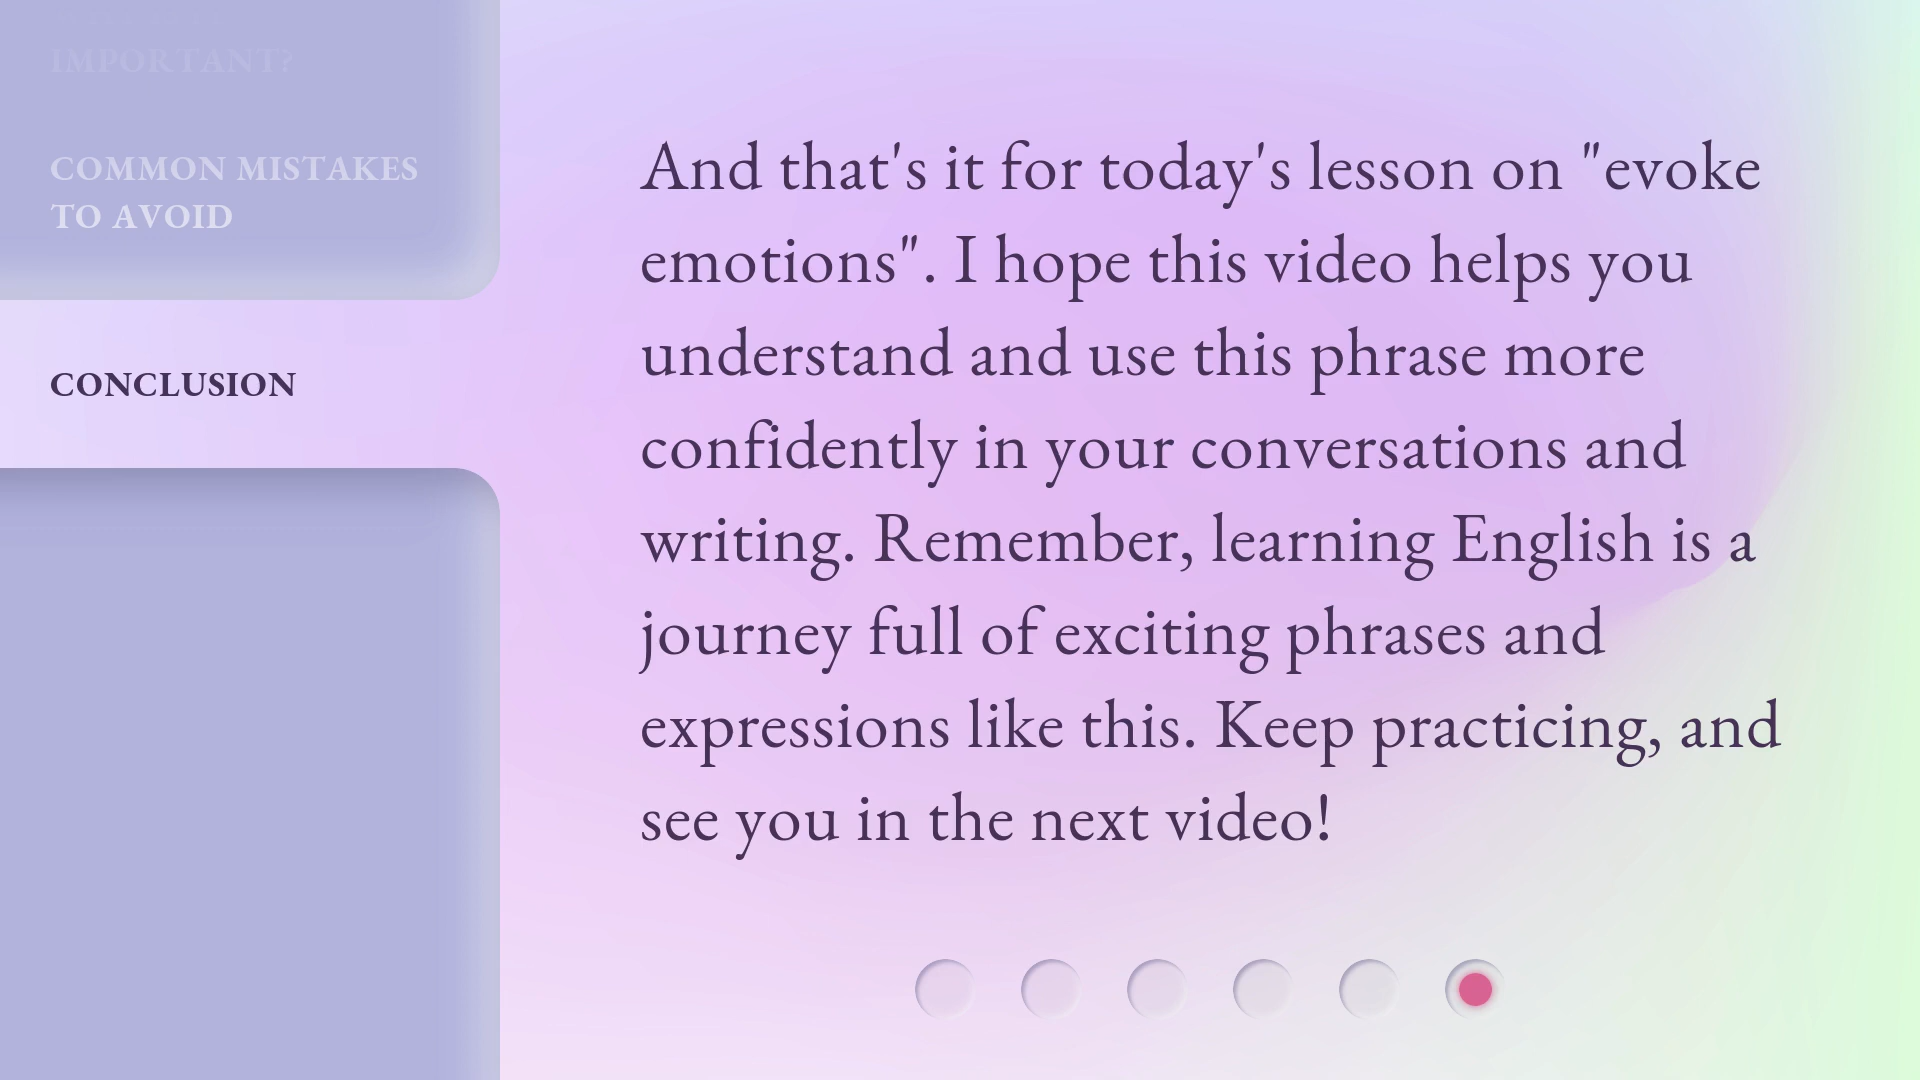 IMPORTANT?
COMMON MISTAKES
TO AVOID
CONCLUSION
And that's it for today's lesson on "evoke
emotions". I hope this video helps you
understand and use this phrase more
confidently in your conversations and
writing. Remember, learning English is a
journey full of exciting phrases and
expressions like this. Keep practicing, and
see you in the next video!